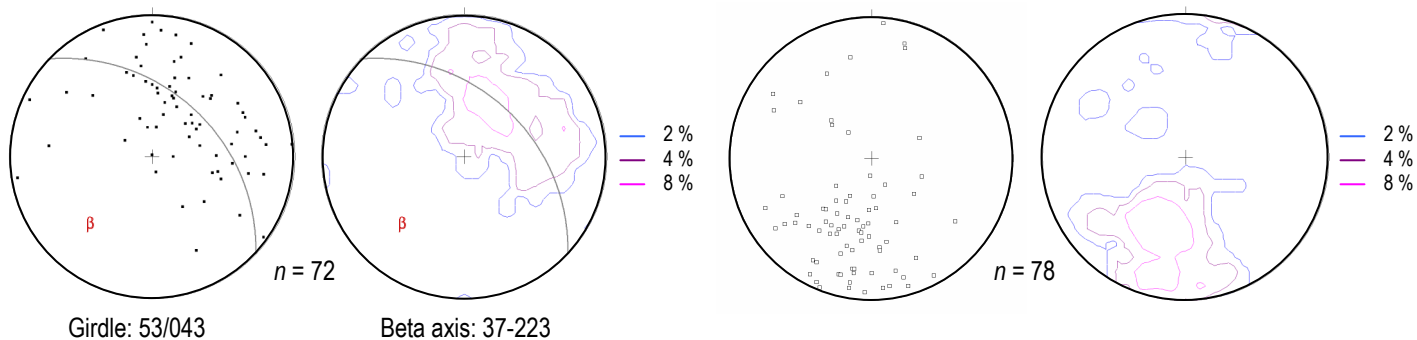 β
β
2 %
4 %
8 %
n = 72
Girdle: 53/043
Beta axis: 37-223
2 %
4 %
8 %
n = 78